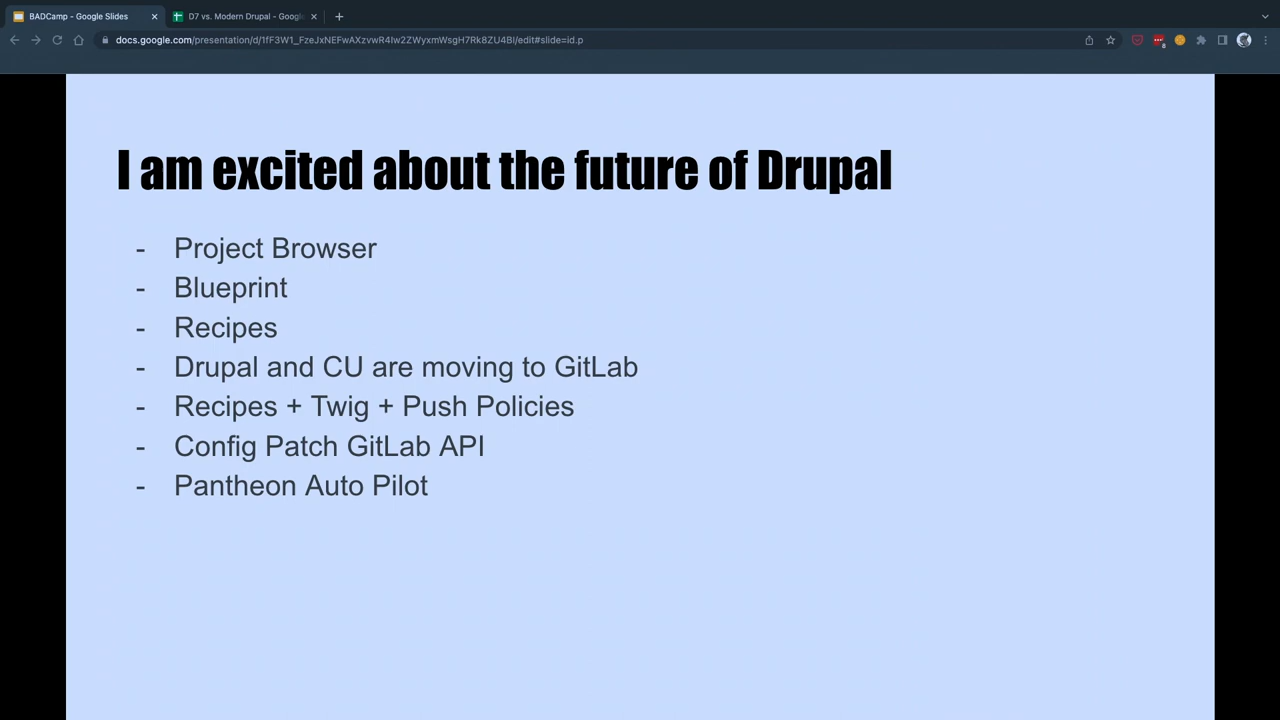 BADCamp - Google Slides
D7 vs. Modern Drupal - Google
docs.google.com/presentation/d/1fF3W1_FzeJxNEFwAXzvwR4Iw2ZWyxmWsgH7Rk8ZU4BI/edit#slide=id.p
I am excited about the future of Drupal
- Project Browser
- Blueprint
- Recipes
- Drupal and CU are moving to GitLab
- Recipes + Twig + Push Policies
- Config Patch GitLab API
- Pantheon Auto Pilot